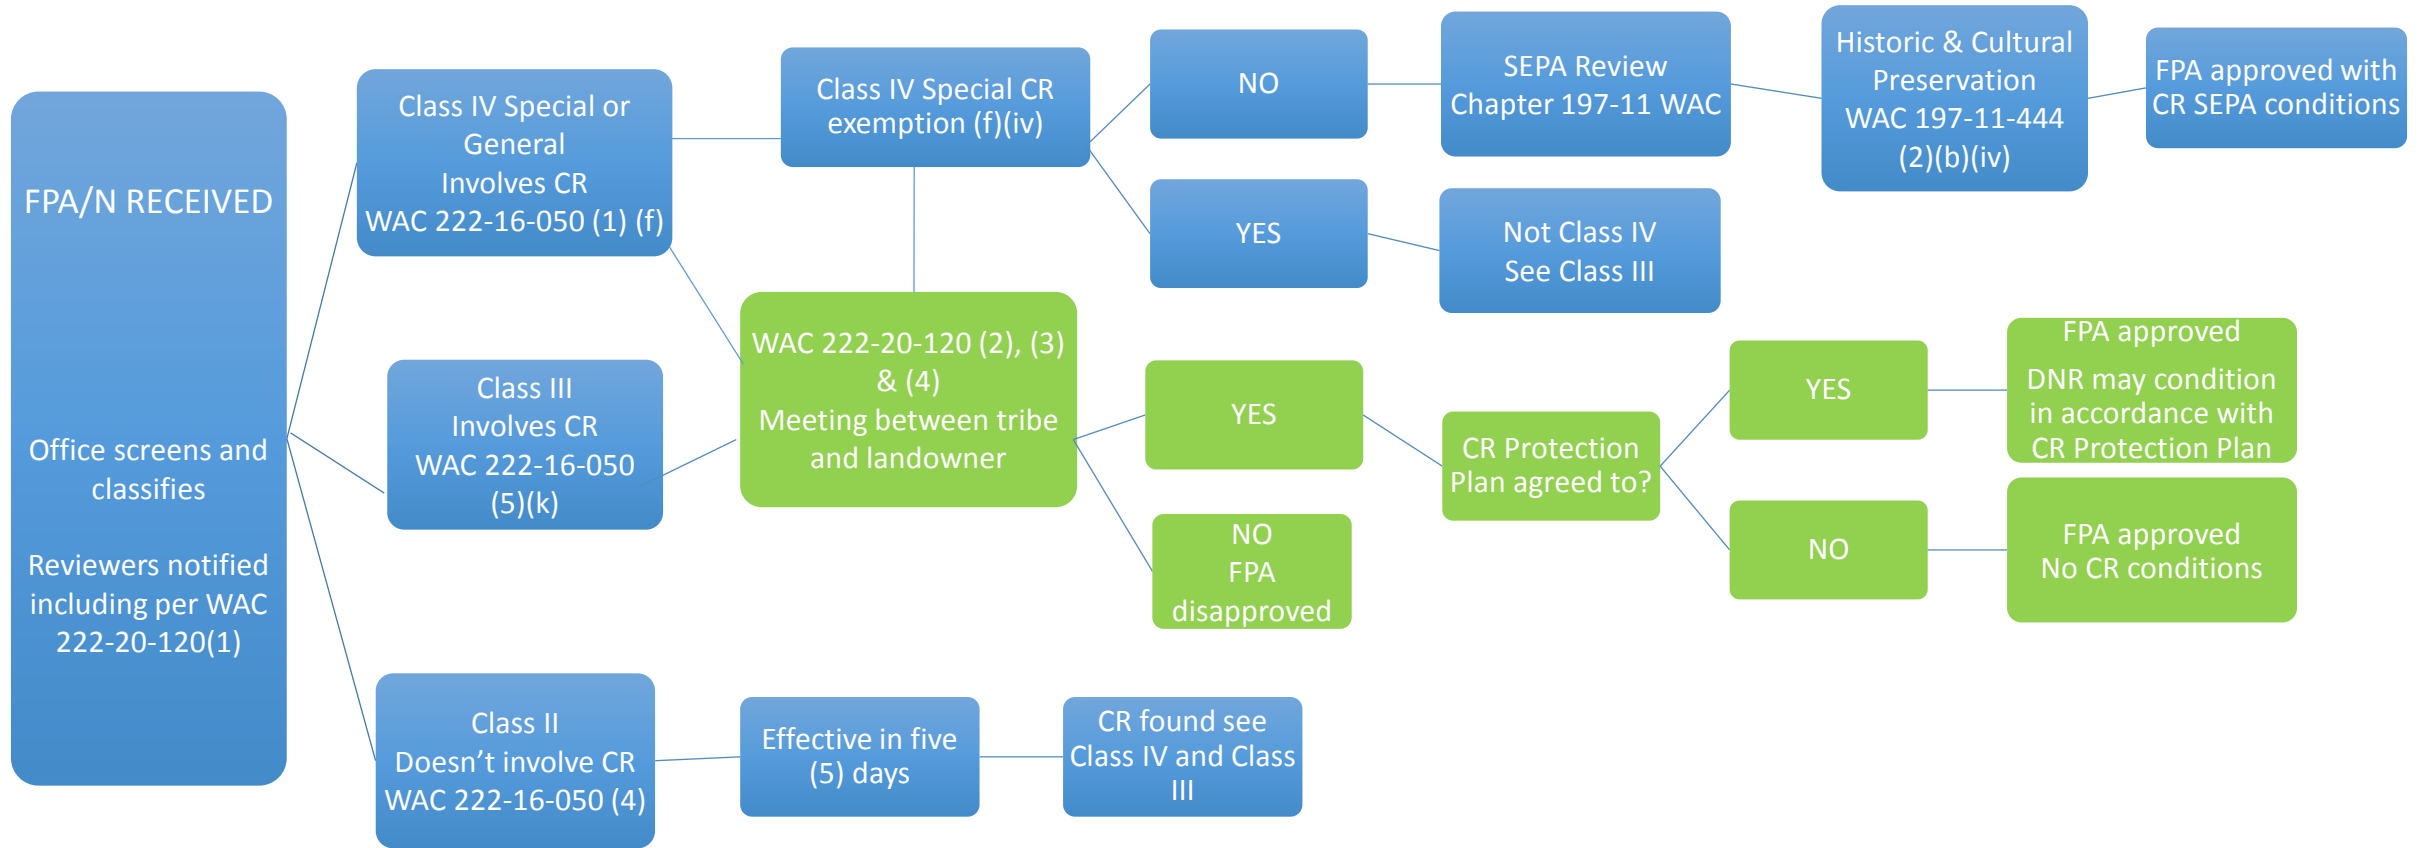 FPA/N RECEIVED
Office screens and
classifies
Reviewers notified
including per WAC
222-20-120(1)
Class IV Special or
General
Involves CR
WAC 222-16-050 (1) (f)
Class IV Special CR
exemption (f)(iv)
NO
SEPA Review
Chapter 197-11 WAC
Historic & Cultural
Preservation
WAC 197-11-444
(2)(b)(iv)
FPA approved with
CR SEPA conditions
YES
Not Class IV
See Class III
Class III
Involves CR
WAC 222-16-050
(5)(k)
WAC 222-20-120 (2), (3)
& (4)
Meeting between tribe
and landowner
YES
CR Protection
Plan agreed to?
YES
FPA approved
DNR may condition
in accordance with
CR Protection Plan
NO
FPA approved
No CR conditions
NO
FPA
disapproved
Class II
Doesn’t involve CR
WAC 222-16-050 (4)
Effective in five
(5) days
CR found see
Class IV and Class
III